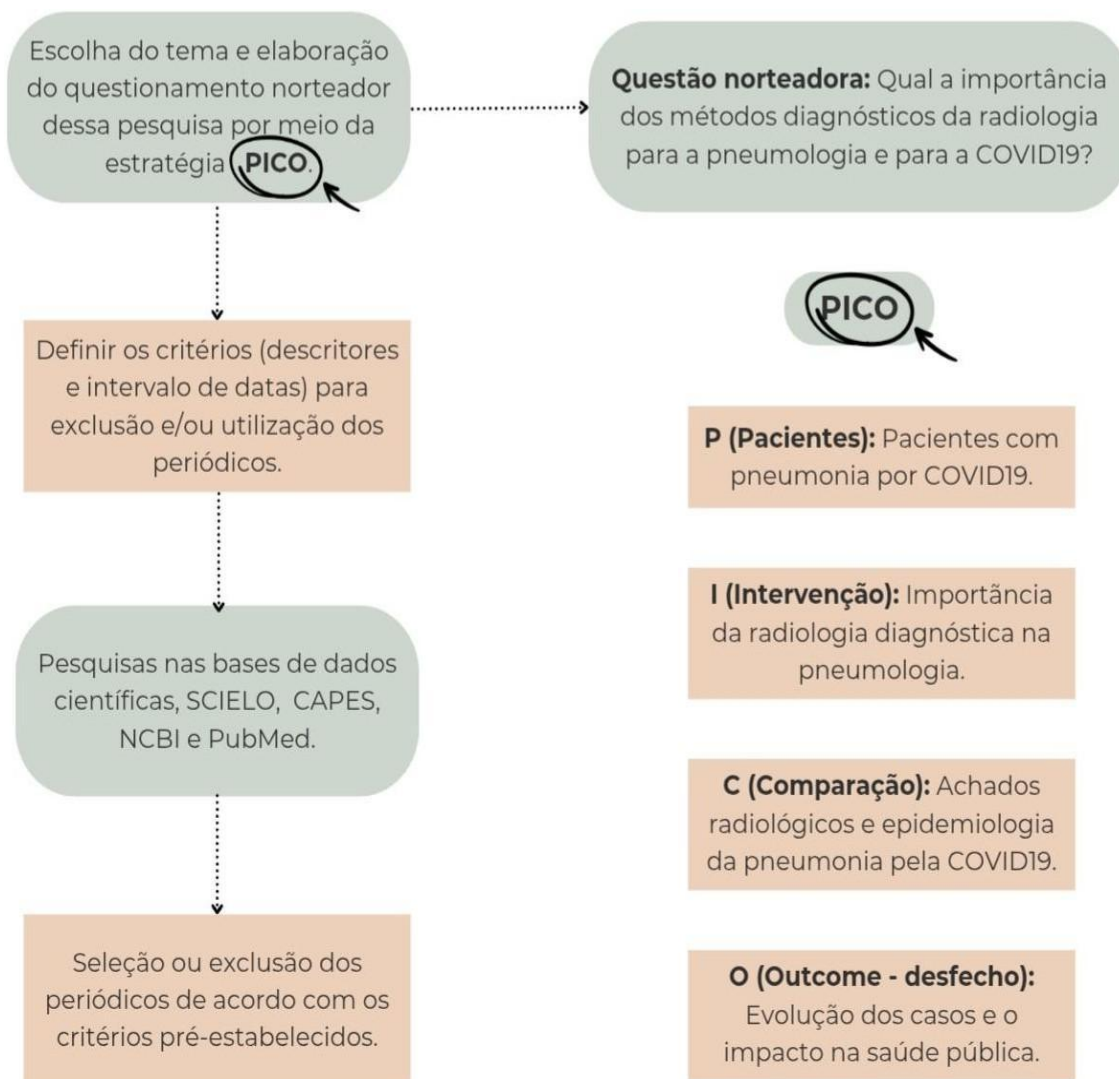 Escolha do tema e elaboração
do questionamento norteador
dessa pesquisa por meio da
estratégia PICO.
Questão norteadora: Qual a importância
dos métodos diagnósticos da radiologia
para a pneumologia e para a COVID19?
Definir os critérios (descritores
e intervalo de datas) para
exclusão e/ou utilização dos
periódicos.
Pesquisas nas bases de dados
científicas, SCIELO, CAPES,
NCBI e PubMed.
Seleção ou exclusão dos
periódicos de acordo com os
critérios pré-estabelecidos.
PICO
P (Pacientes): Pacientes com
pneumonia por COVID19.
I (Intervenção): Importãncia
da radiologia diagnóstica na
pneumologia.
C (Comparação): Achados
radiológicos e epidemiologia
da pneumonia pela COVID19.
O (Outcome - desfecho):
Evolução dos casos e o
impacto na saúde pública.